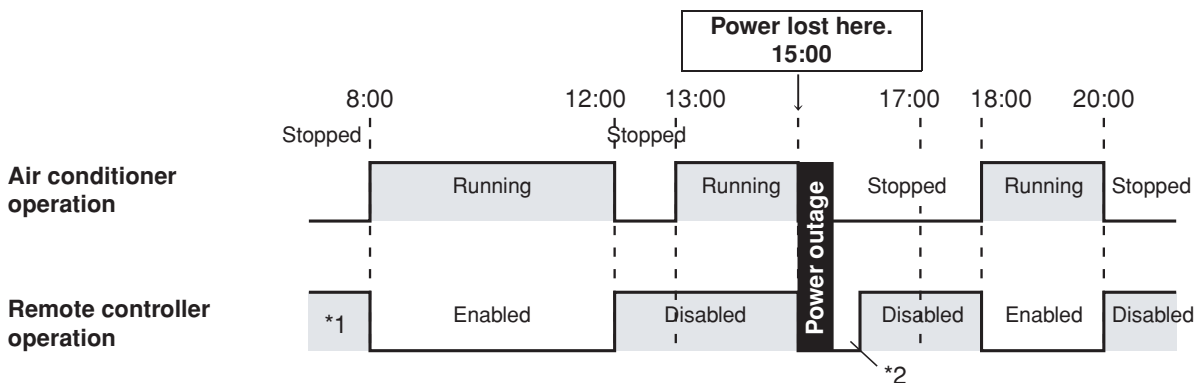 Power lost here.
15:00
8:00 12:00 13:00 17:00 18:00 20:00
Stopped Stopped
Air conditioner
operation
Running Running Power outage Stopped Running Stopped
Remote controller
operation
*1 Enabled Disabled Disabled Enabled Disabled
*2